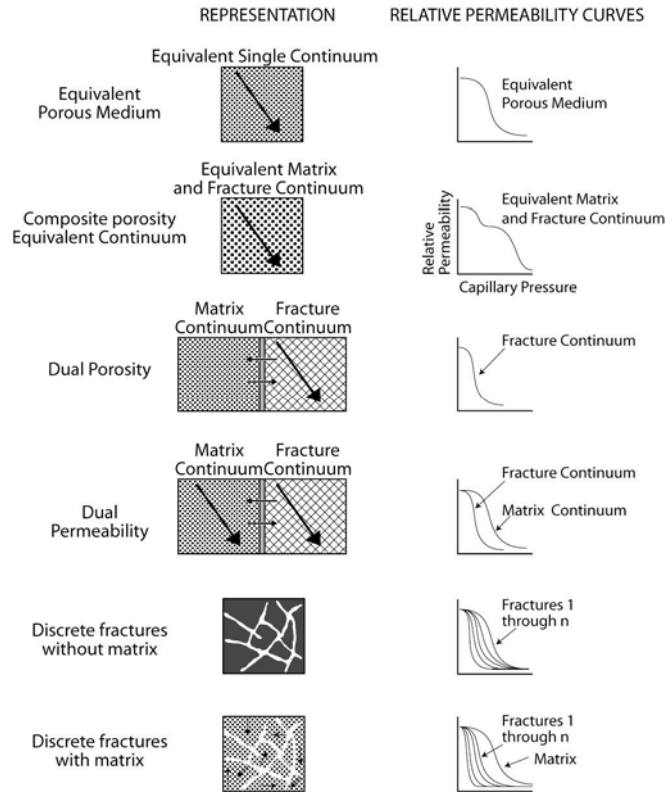 REPRESENTATION
RELATIVE PERMEABILITY CURVES
Equivalent Single Continuum
Equivalent
Porous Medium
Equivalent
Porous Medium
Equivalent Matrix
and Fracture Continuum
Composite porosity
Equivalent Continuum
Relative
Permeability
Equivalent Matrix
and Fracture Continuum
Capillary Pressure
Matrix
Continuum
Fracture
Continuum
Dual Porosity
Fracture Continuum
Matrix
Continuum
Fracture
Continuum
Dual
Permeability
Fracture Continuum
Matrix Continuum
Discrete fractures
without matrix
Fractures 1
through n
Discrete fractures
with matrix
Fractures 1
through n
Matrix